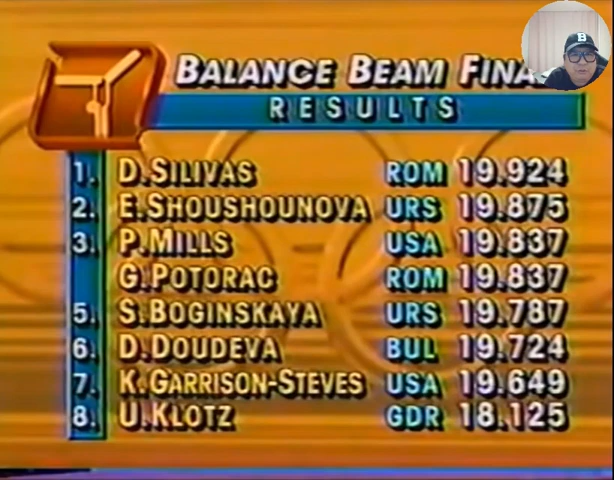 B
BALANCE BEAM FINA
RESULTS
1. D.SILIVAS ROM 19.924
2. E.SHOUSHOUNOVA URS 19.875
3. P.MILLS USA 19.837
G.POTORAC ROM 19.837
5. S.BOGINSKAYA URS 19.787
6. D.DOUDEVA BUL 19.724
7. K.GARRISON-STEVES USA 19.649
8. U.KLOTZ GDR 18.125